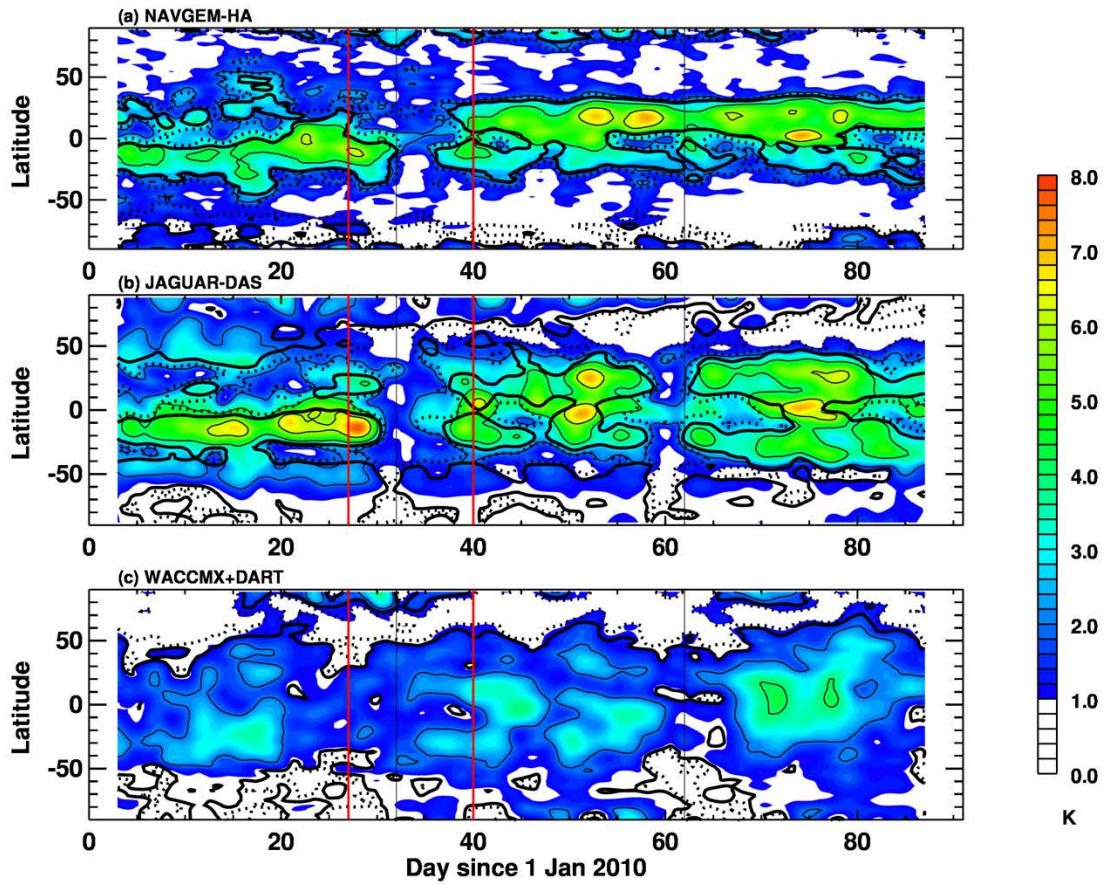 (a) NAVGEM-HA
Latitude
50
0
-50
0 20 40 60 80
(b) JAGUAR-DAS
Latitude
50
0
-50
0 20 40 60 80
(c) WACCMX+DART
Latitude
50
0
-50
0 20 40 60 80
Day since 1 Jan 2010
8.0
7.0
6.0
5.0
4.0
3.0
2.0
1.0
0.0
K